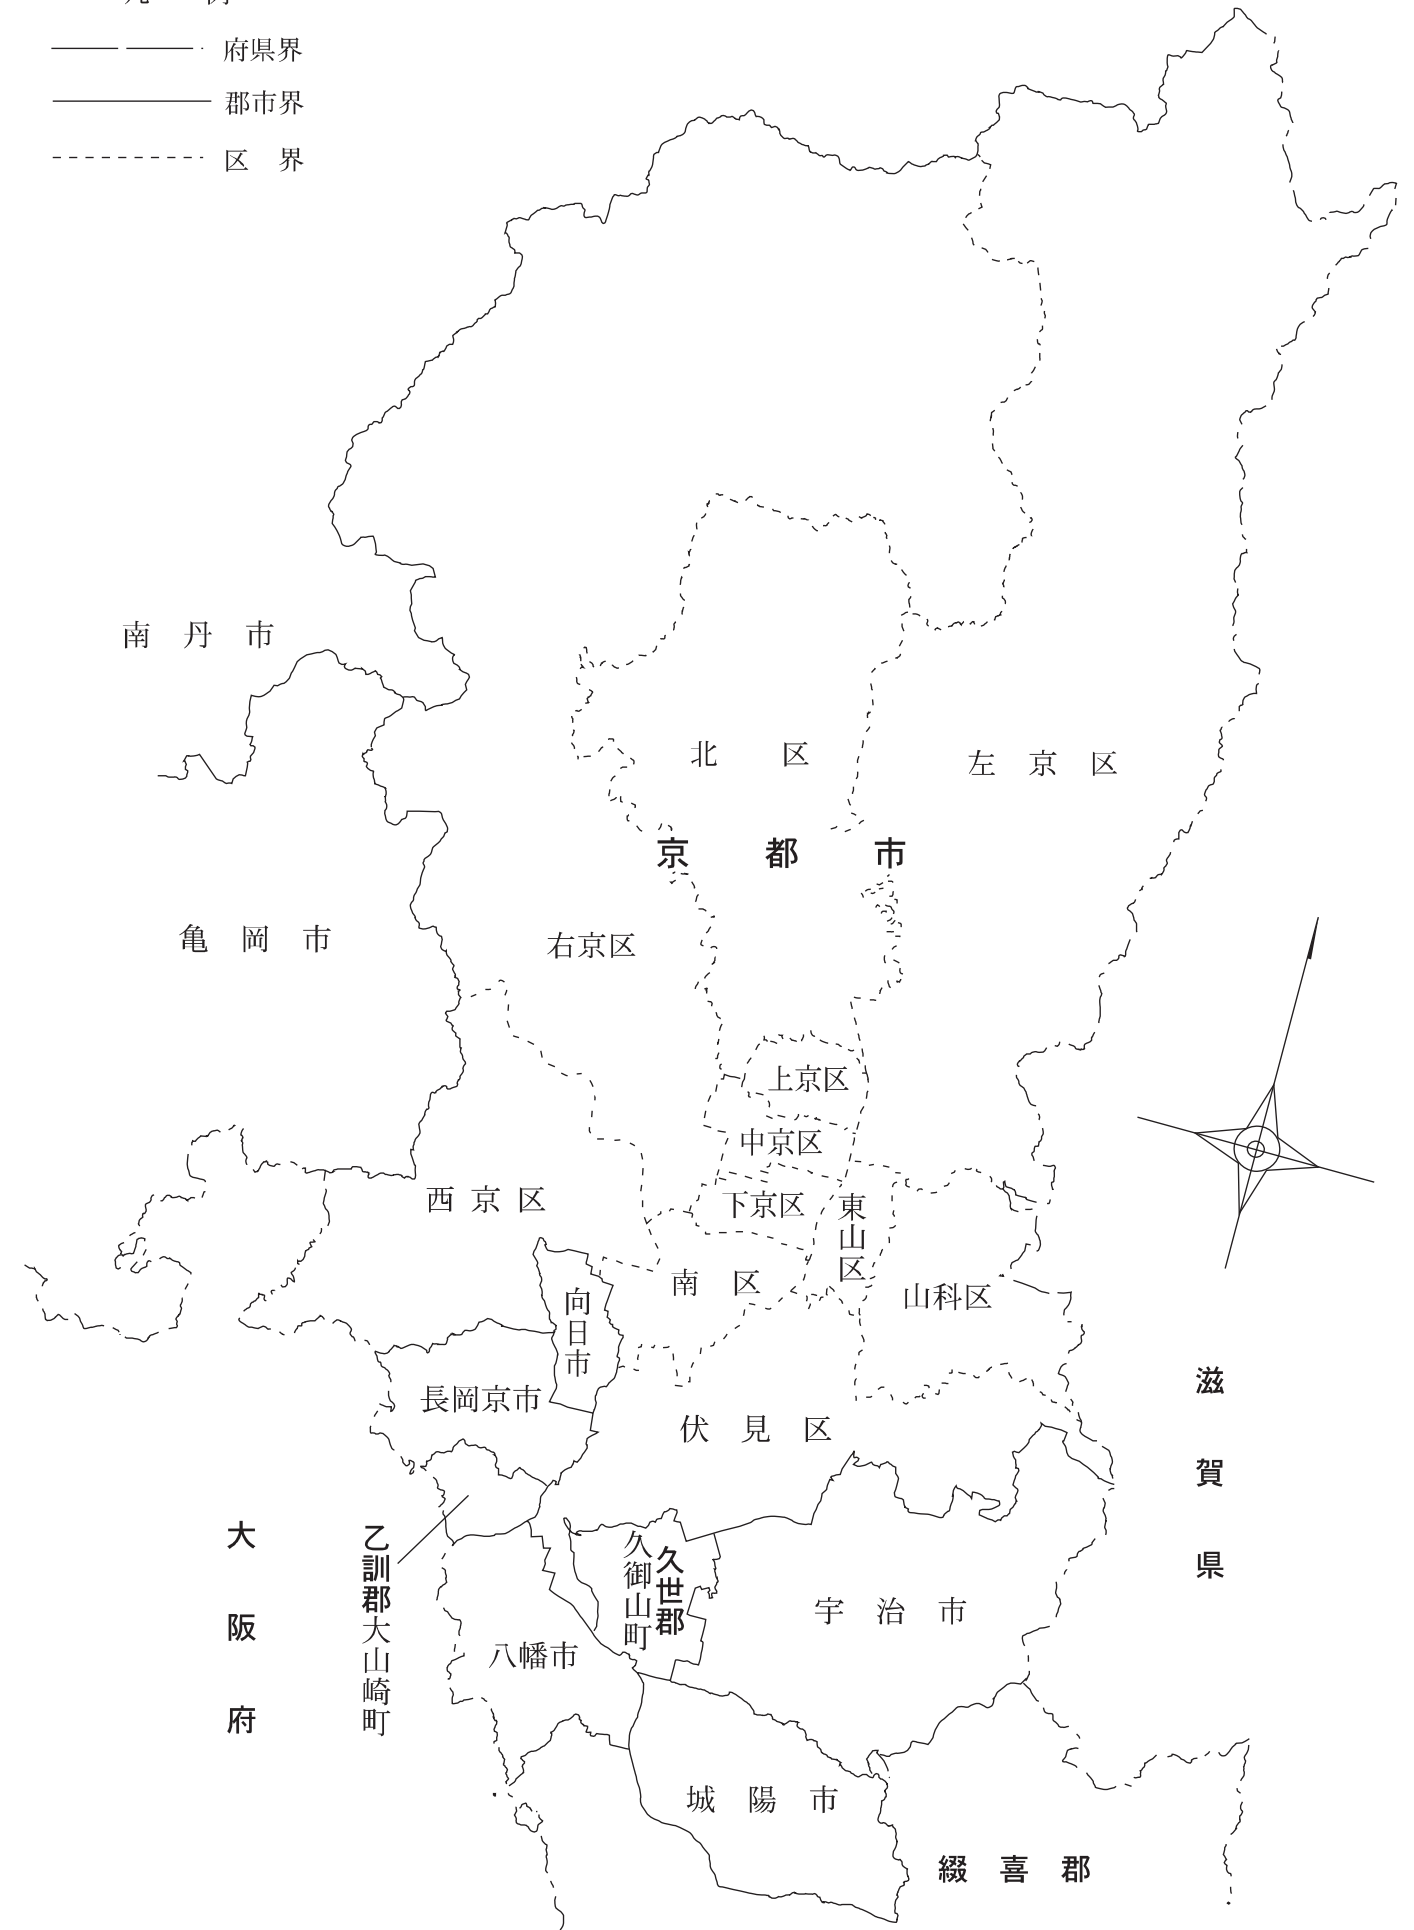 凡 例
府県界
郡市界
区 界
南 丹 市
北 区
左 京 区
京 都 市
亀 岡 市
右京区
上京区
中京区
西 京 区
下京区
東山区
南 区
山科区
向日市
長岡京市
伏 見 区
滋賀県
大阪府
乙訓郡大山崎町
久世郡
久御山町
宇 治 市
八幡市
城 陽 市
綴 喜 郡